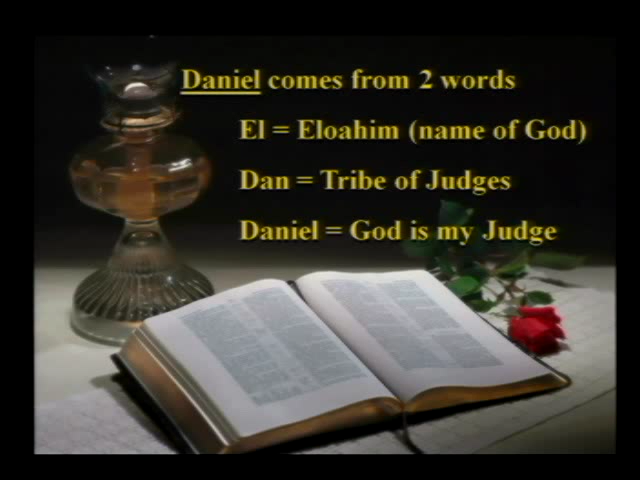 Daniel comes from 2 words
El = Eloahim (name of God)
Dan = Tribe of Judges
Daniel = God is my Judge